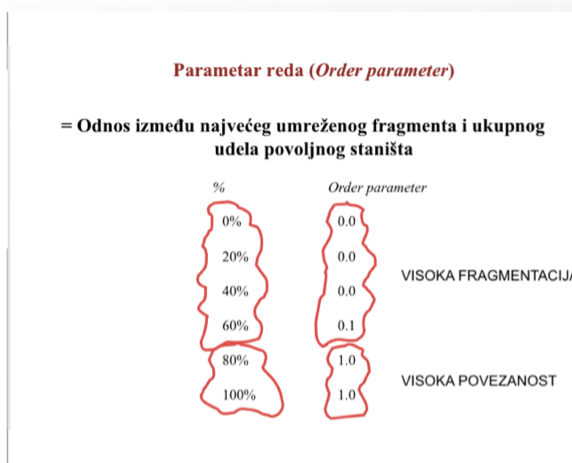 Parametar reda (Order parameter)
= Odnos između najvećeg umreženog fragmenta i ukupnog
udela povoljnog staništa
% Order parameter
0% 0.0
20% 0.0
VISOKA FRAGMENTACIJA
40% 0.0
60% 0.1
80% 1.0
VISOKA POVEZANOST
100% 1.0